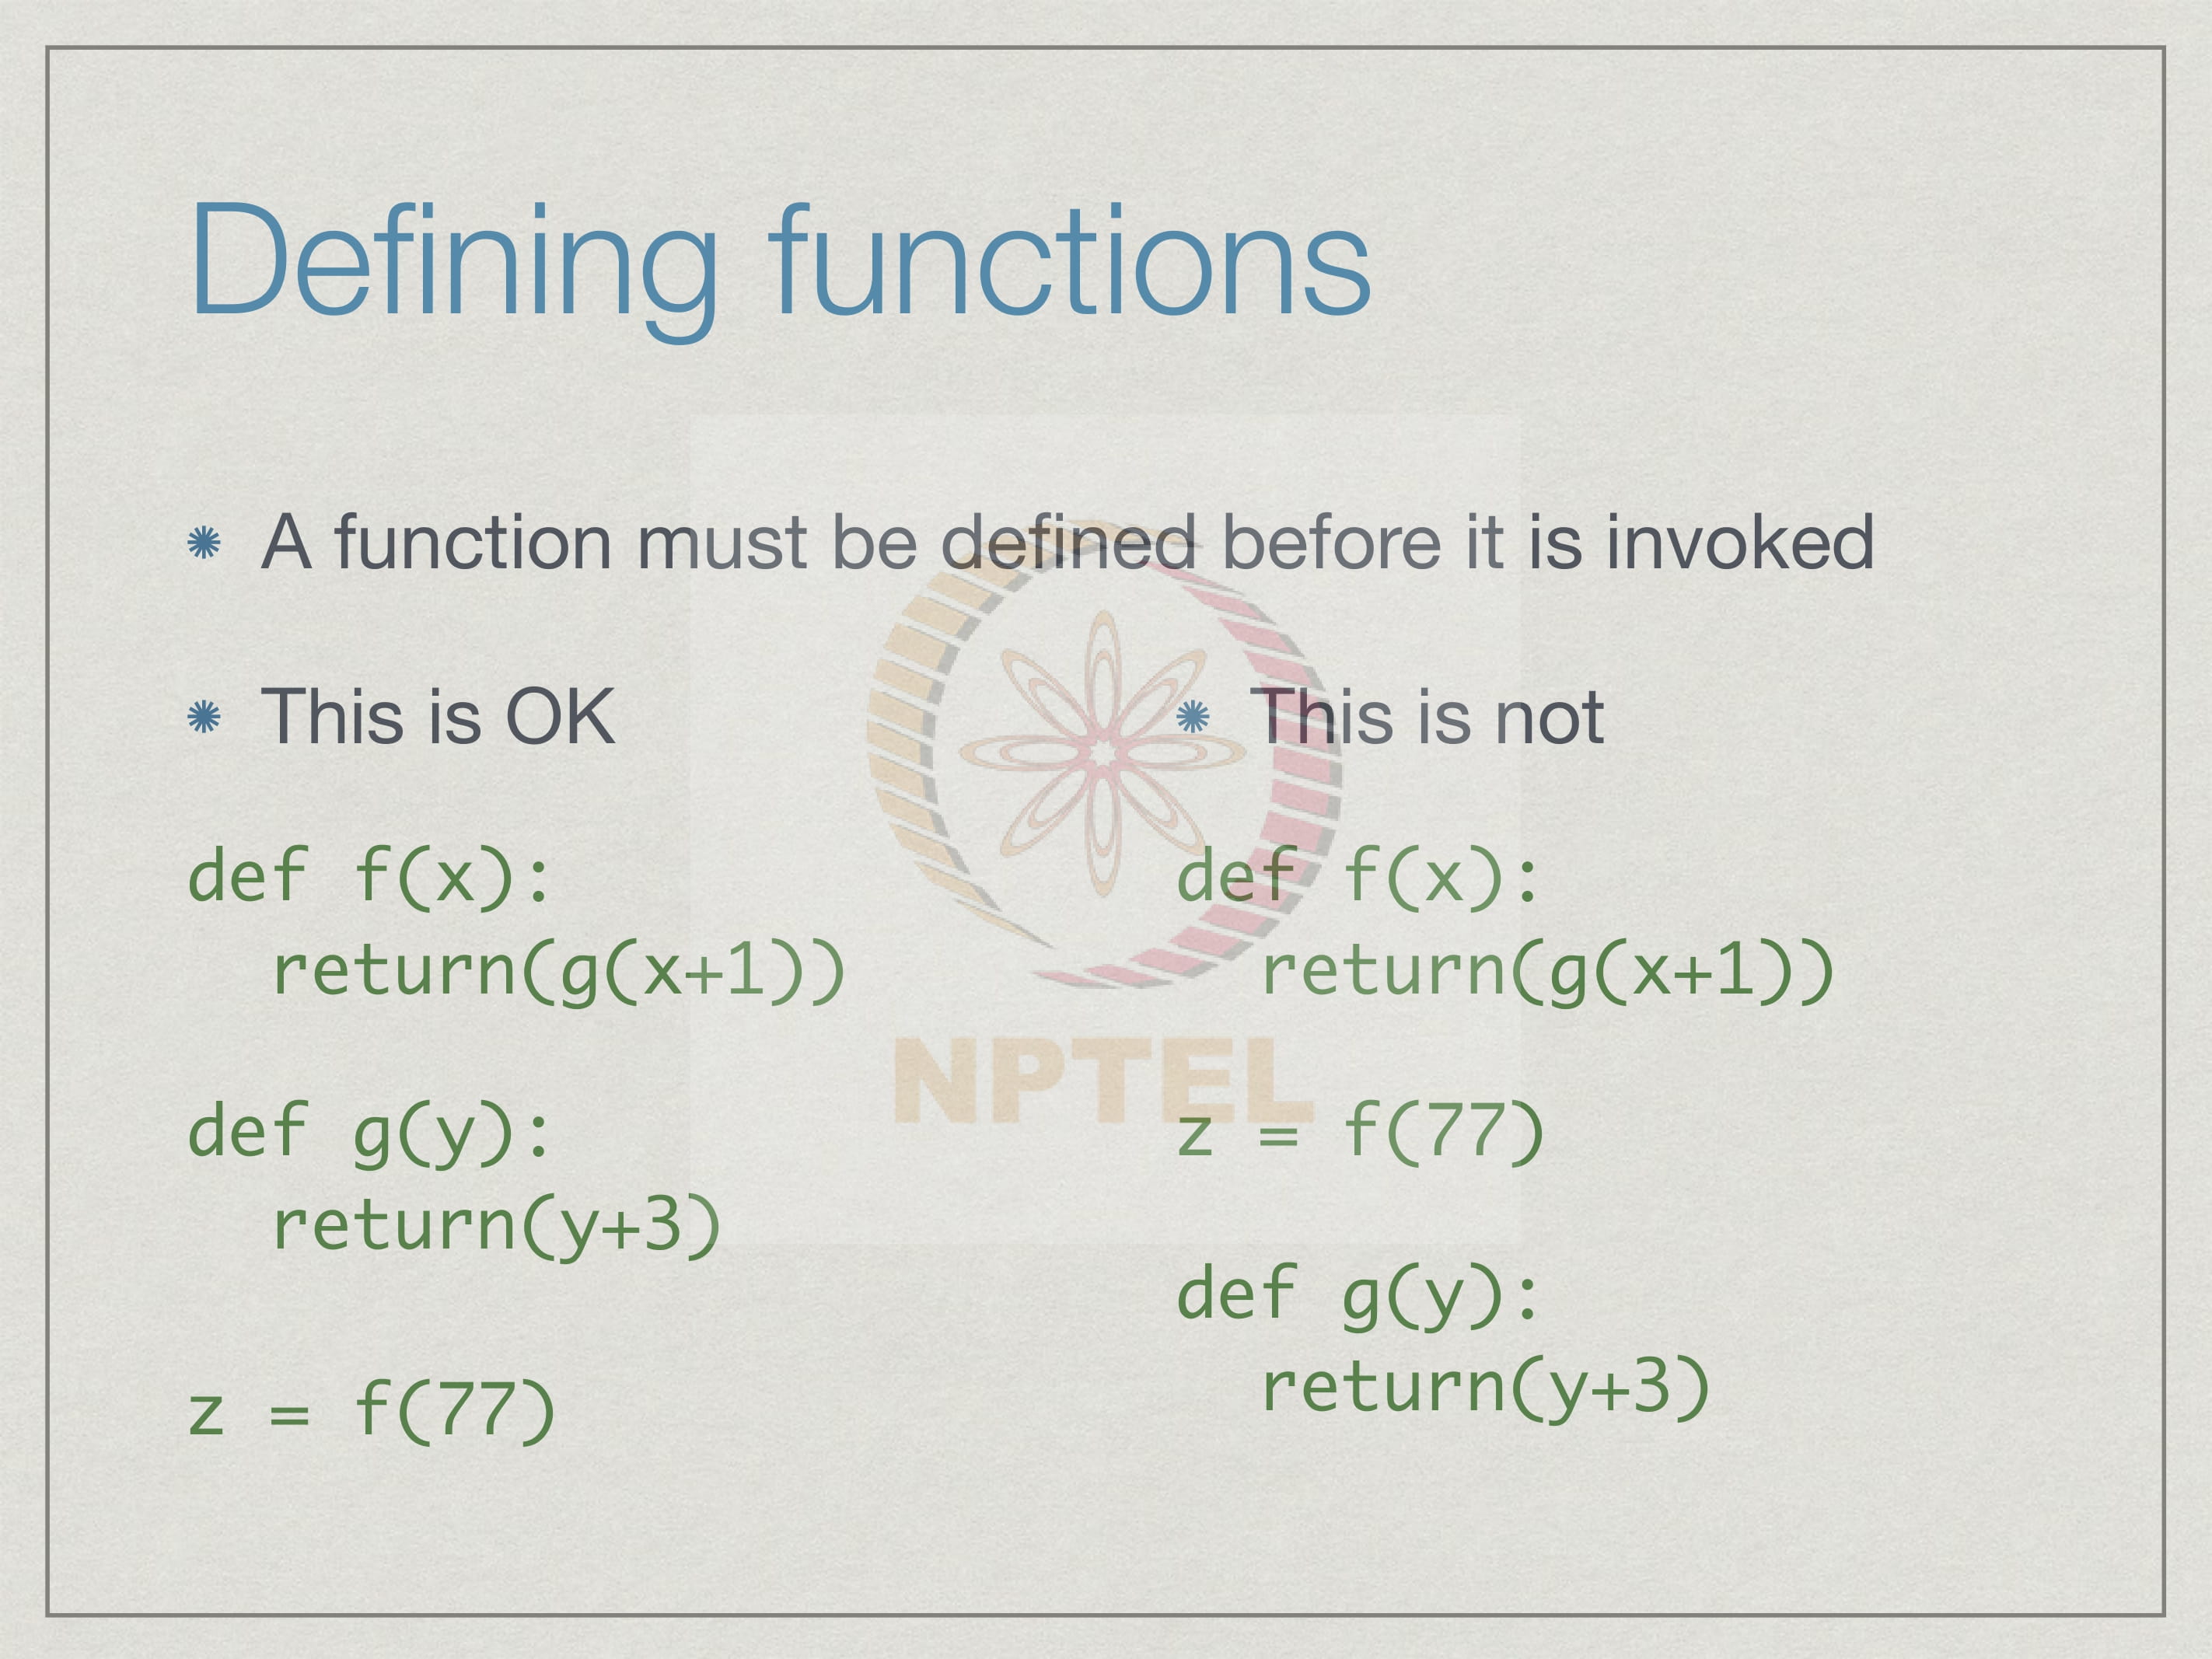 Defining functions
A function must be defined before it is invoked
This is OK
def f(x):
  return(g(x+1))
def g(y):
  return(y+3)
z = f(77)
This is not
def f(x):
  return(g(x+1))
z = f(77)
def g(y):
  return(y+3)
NPTEL